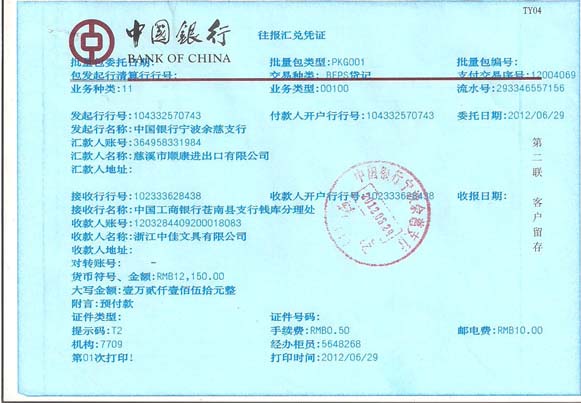 TY04
中国银行 往报汇兑凭证
BANK OF CHINA
批量包委托日期: 批量包类型:PKG001 批量包编号:
包发起行清算行行号: 交易种类: BEPS贷记 支付交易序号:12004069
业务种类:11 业务类型:00100 流水号:293346557156
发起行行号:104332570743 付款人开户行行号:104332570743 委托日期:2012/06/29
发起行名称:中国银行宁波余慈支行
汇款人账号:364958331984
汇款人名称:慈溪市顺康进出口有限公司
汇款人地址:
接收行行号:102333628438 收款人开户行行号:102333628438 收报日期:
接收行名称:中国工商银行苍南县支行钱库分理处
收款人账号:1203284409200018083
收款人名称:浙江中佳文具有限公司
收款人地址:
对转账号: -
货币符号、金额:RMB12,150.00
大写金额:壹万贰仟壹佰伍拾元整
附言:预付款
证件类型: 证件号码:
提示码:T2 手续费:RMB0.50 邮电费:RMB10.00
机构:7709 经办柜员:5648268
第01次打印! 打印时间:2012/06/29
第二联 客户留存
中国银行宁波余慈支行
2012.06.29